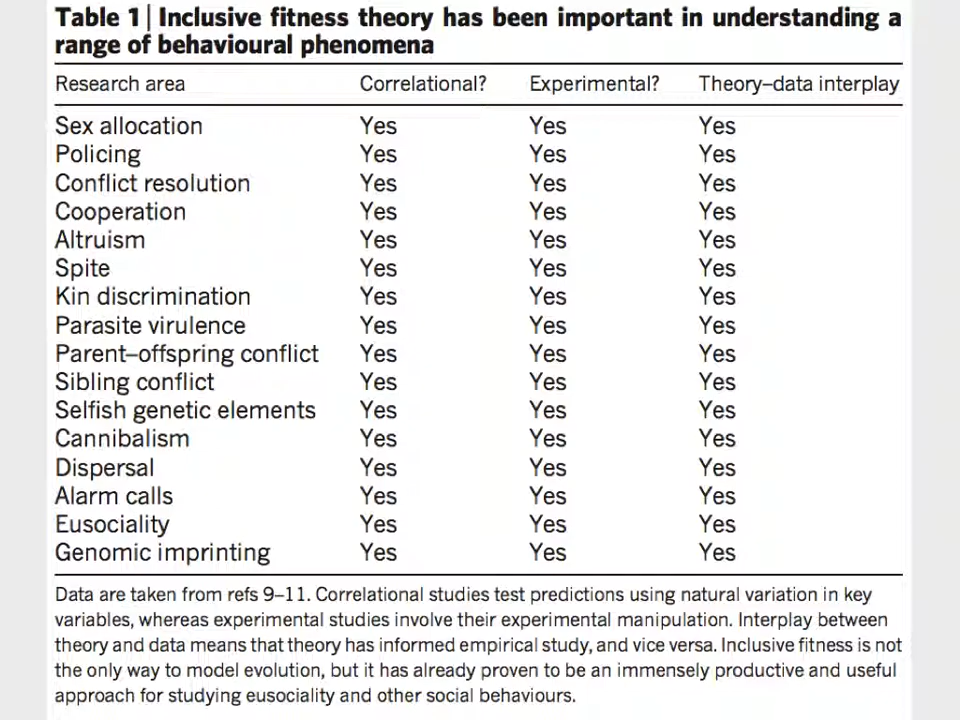 Table 1 | Inclusive fitness theory has been important in understanding a
range of behavioural phenomena
Research area Correlational? Experimental? Theory–data interplay
Sex allocation Yes Yes Yes
Policing Yes Yes Yes
Conflict resolution Yes Yes Yes
Cooperation Yes Yes Yes
Altruism Yes Yes Yes
Spite Yes Yes Yes
Kin discrimination Yes Yes Yes
Parasite virulence Yes Yes Yes
Parent–offspring conflict Yes Yes Yes
Sibling conflict Yes Yes Yes
Selfish genetic elements Yes Yes Yes
Cannibalism Yes Yes Yes
Dispersal Yes Yes Yes
Alarm calls Yes Yes Yes
Eusociality Yes Yes Yes
Genomic imprinting Yes Yes Yes
Data are taken from refs 9–11. Correlational studies test predictions using natural variation in key
variables, whereas experimental studies involve their experimental manipulation. Interplay between
theory and data means that theory has informed empirical study, and vice versa. Inclusive fitness is not
the only way to model evolution, but it has already proven to be an immensely productive and useful
approach for studying eusociality and other social behaviours.